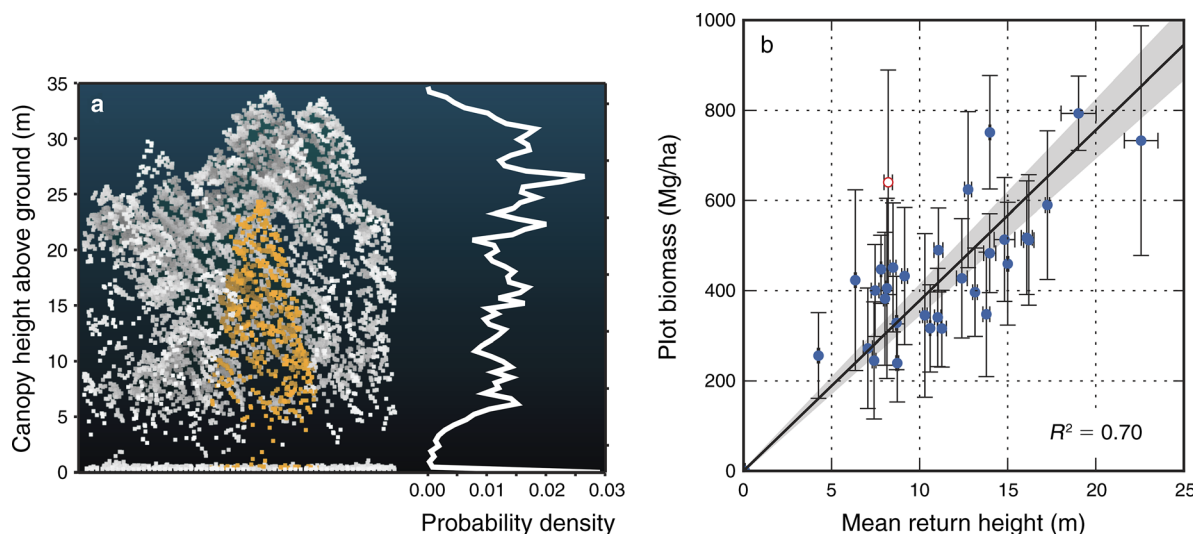 a
Canopy height above ground (m)
35
30
25
20
15
10
5
0
0.00 0.01 0.02 0.03
Probability density
b
Plot biomass (Mg/ha)
1000
800
600
400
200
0
R² = 0.70
0 5 10 15 20 25
Mean return height (m)